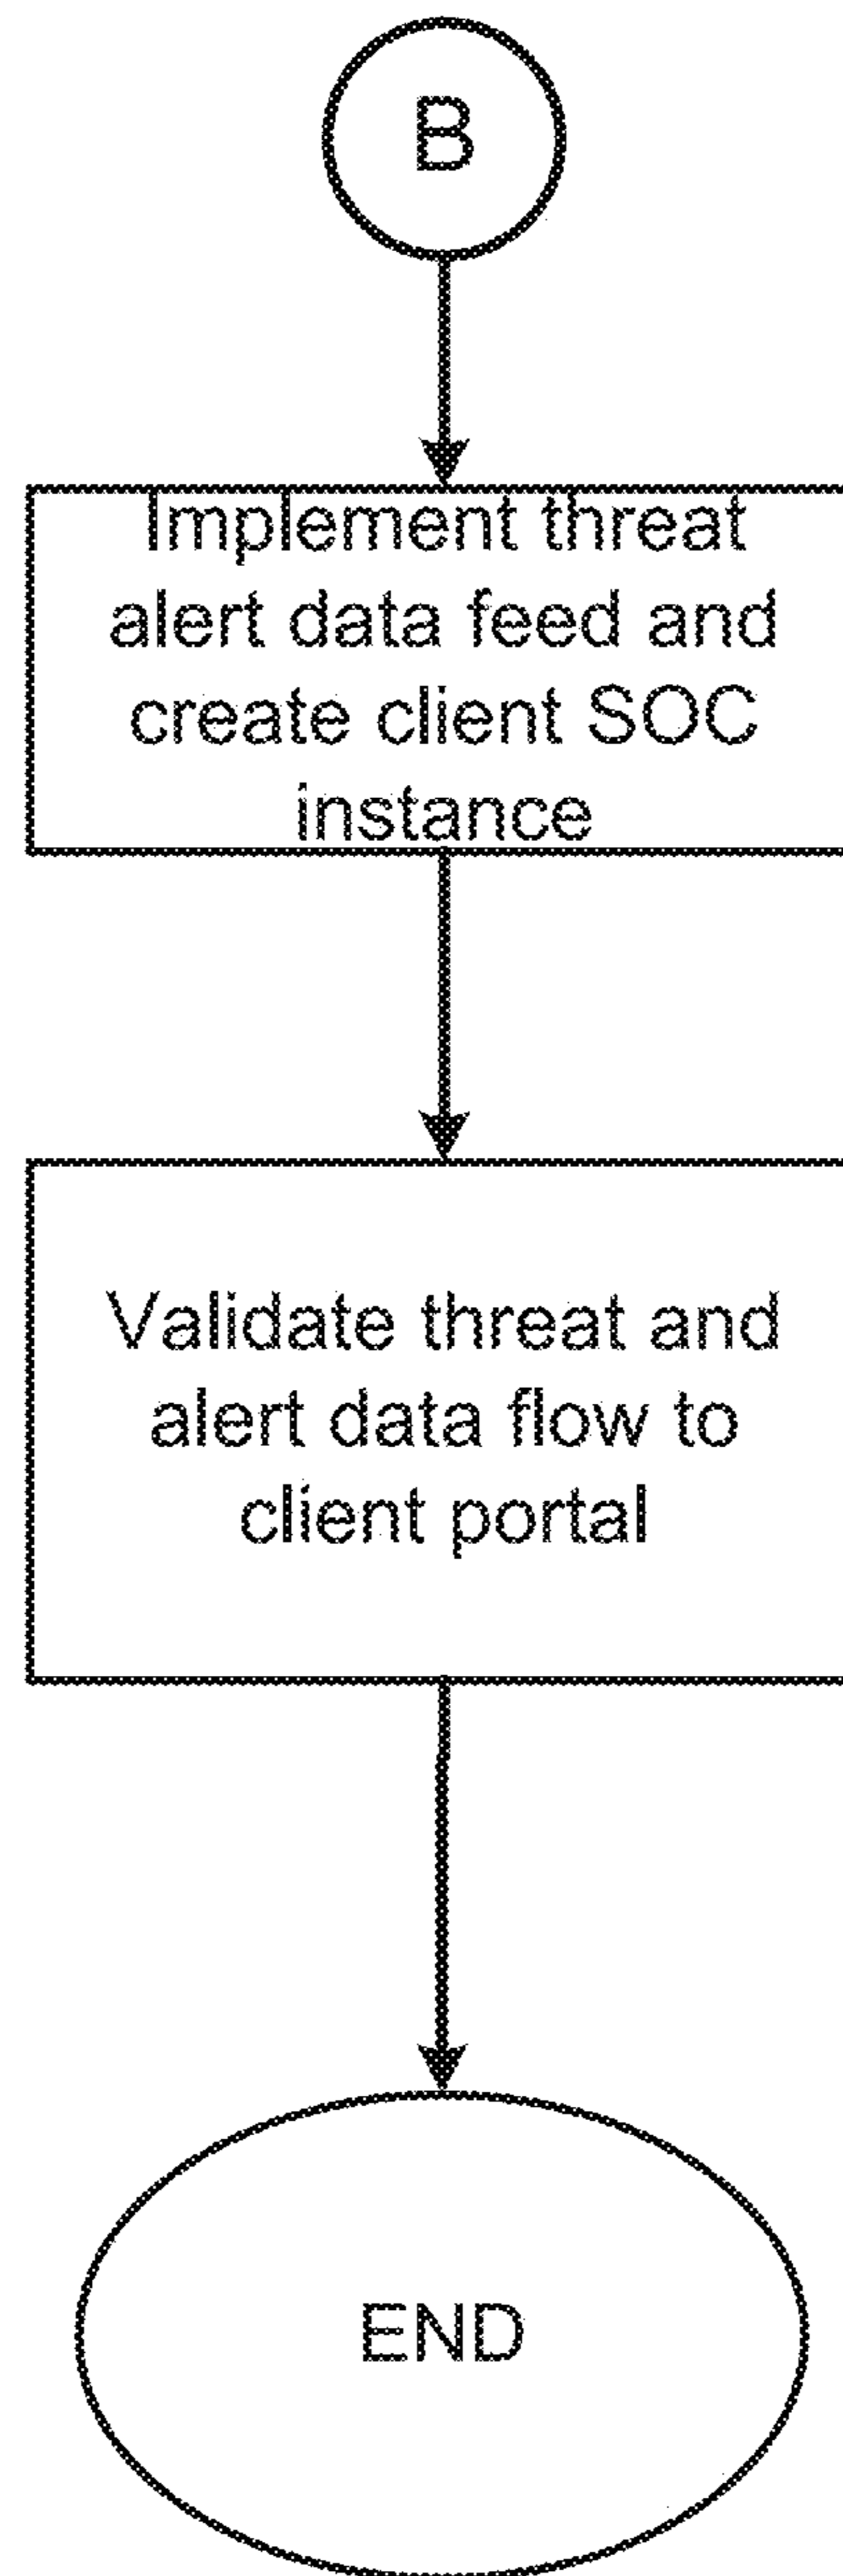 B
Implement threat
alert data feed and
create client SOC
instance
Validate threat and
alert data flow to
client portal
END